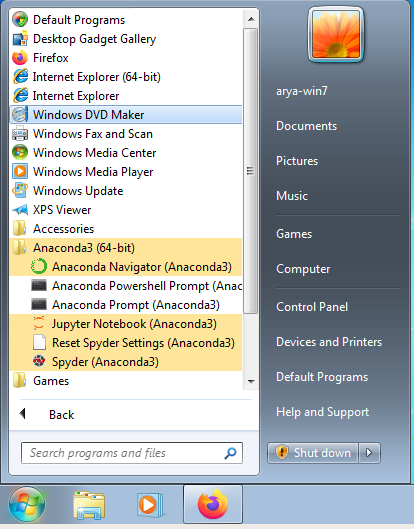 Default Programs
Desktop Gadget Gallery
Firefox
Internet Explorer (64-bit)
Internet Explorer
Windows DVD Maker
Windows Fax and Scan
Windows Media Center
Windows Media Player
Windows Update
XPS Viewer
Accessories
Anaconda3 (64-bit)
Anaconda Navigator (Anaconda3)
Anaconda Powershell Prompt (Anac
Anaconda Prompt (Anaconda3)
Jupyter Notebook (Anaconda3)
Reset Spyder Settings (Anaconda3)
Spyder (Anaconda3)
Games
Back
Search programs and files
arya-win7
Documents
Pictures
Music
Games
Computer
Control Panel
Devices and Printers
Default Programs
Help and Support
Shut down